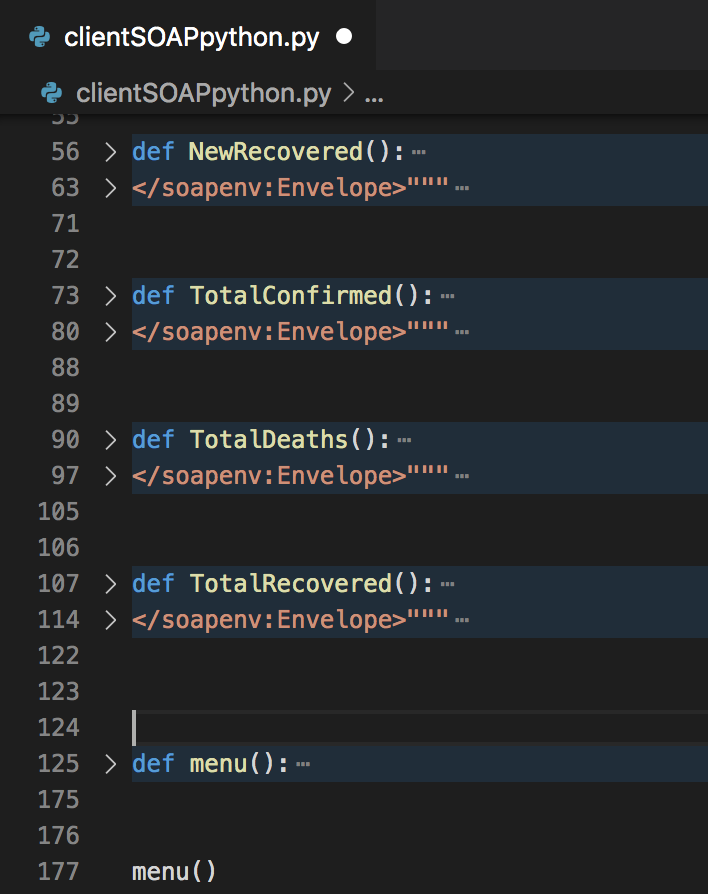 clientSOAPpython.py
clientSOAPpython.py > ...
55
56 > def NewRecovered():⋯
63 > </soapenv:Envelope>"""⋯
71
72
73 > def TotalConfirmed():⋯
80 > </soapenv:Envelope>"""⋯
88
89
90 > def TotalDeaths():⋯
97 > </soapenv:Envelope>"""⋯
105
106
107 > def TotalRecovered():⋯
114 > </soapenv:Envelope>"""⋯
122
123
124
125 > def menu():⋯
175
176
177 menu()